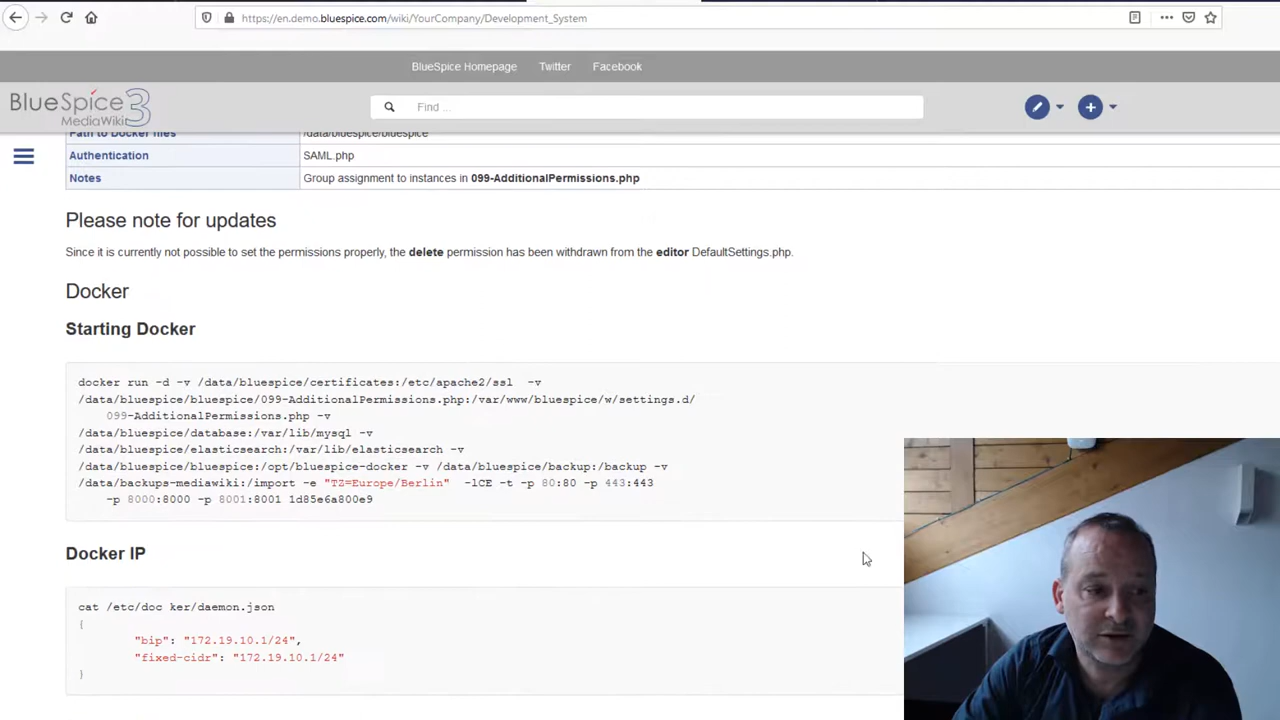 https://en.demo.bluespice.com/wiki/YourCompany/Development_System
BlueSpice Homepage Twitter Facebook
BlueSpice 3
MediaWiki
Find ...
Path to Docker files /data/bluespice/bluespice
Authentication SAML.php
Notes Group assignment to instances in 099-AdditionalPermissions.php
Please note for updates
Since it is currently not possible to set the permissions properly, the delete permission has been withdrawn from the editor DefaultSettings.php.
Docker
Starting Docker
docker run -d -v /data/bluespice/certificates:/etc/apache2/ssl -v
/data/bluespice/bluespice/099-AdditionalPermissions.php:/var/www/bluespice/w/settings.d/
099-AdditionalPermissions.php -v
/data/bluespice/database:/var/lib/mysql -v
/data/bluespice/elasticsearch:/var/lib/elasticsearch -v
/data/bluespice/bluespice:/opt/bluespice-docker -v /data/bluespice/backup:/backup -v
/data/backups-mediawiki:/import -e "TZ=Europe/Berlin" -lCE -t -p 80:80 -p 443:443
-p 8000:8000 -p 8001:8001 1d85e6a800e9
Docker IP
cat /etc/doc ker/daemon.json
{
"bip": "172.19.10.1/24",
"fixed-cidr": "172.19.10.1/24"
}